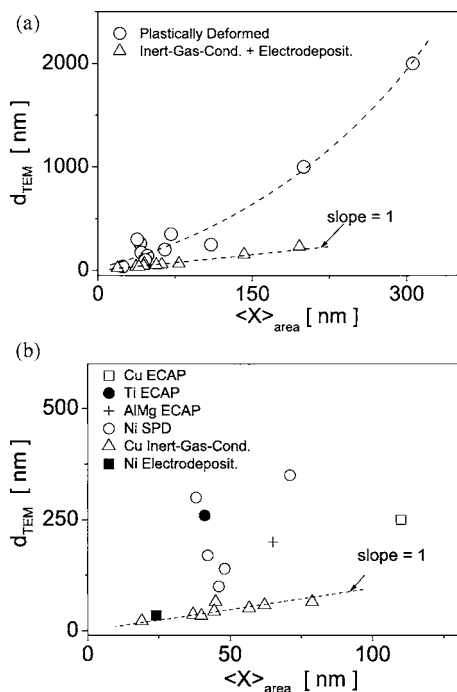 (a)
Plastically Deformed
Inert-Gas-Cond. + Electrodeposit.
2000
1000
0
d_TEM [ nm ]
slope = 1
0 150 300
<X>_area [ nm ]
(b)
Cu ECAP
Ti ECAP
AlMg ECAP
Ni SPD
Cu Inert-Gas-Cond.
Ni Electrodeposit.
500
250
0
d_TEM [ nm ]
slope = 1
0 50 100
<X>_area [ nm ]